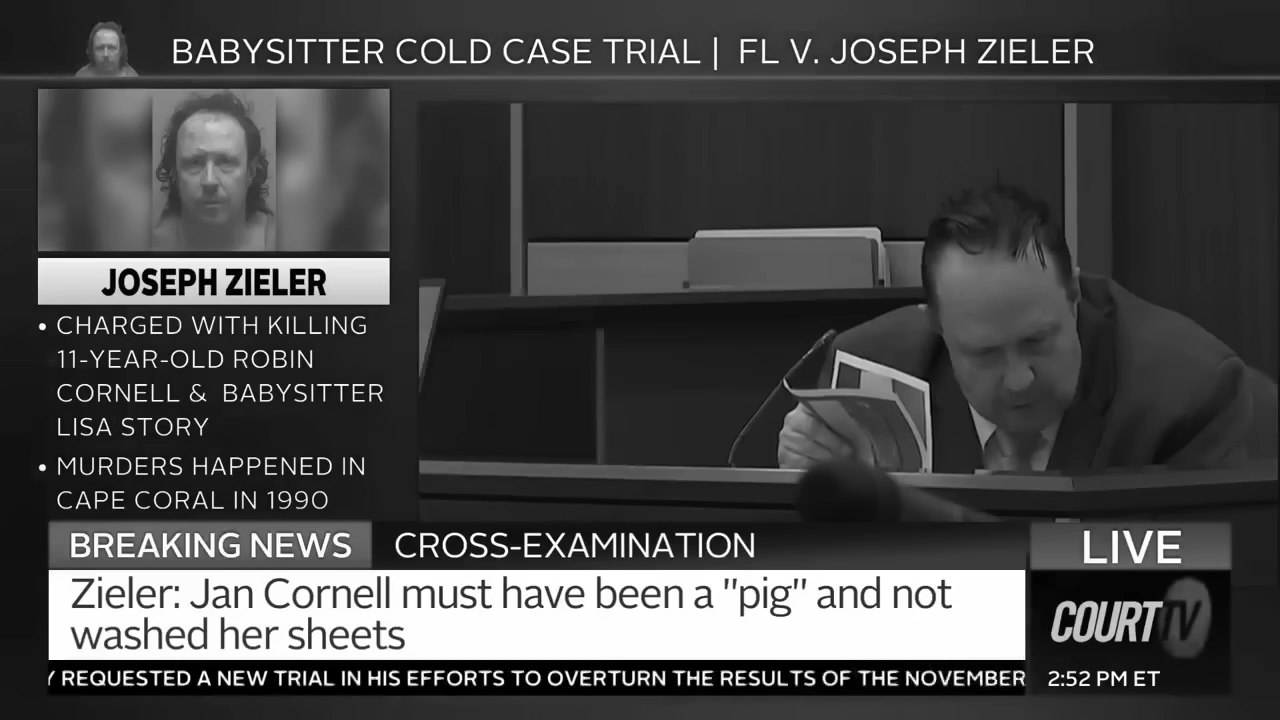 BABYSITTER COLD CASE TRIAL | FL V. JOSEPH ZIELER
JOSEPH ZIELER
• CHARGED WITH KILLING
11-YEAR-OLD ROBIN
CORNELL & BABYSITTER
LISA STORY
• MURDERS HAPPENED IN
CAPE CORAL IN 1990
BREAKING NEWS CROSS-EXAMINATION LIVE
Zieler: Jan Cornell must have been a "pig" and not
washed her sheets
COURT TV
Y REQUESTED A NEW TRIAL IN HIS EFFORTS TO OVERTURN THE RESULTS OF THE NOVEMBER
2:52 PM ET